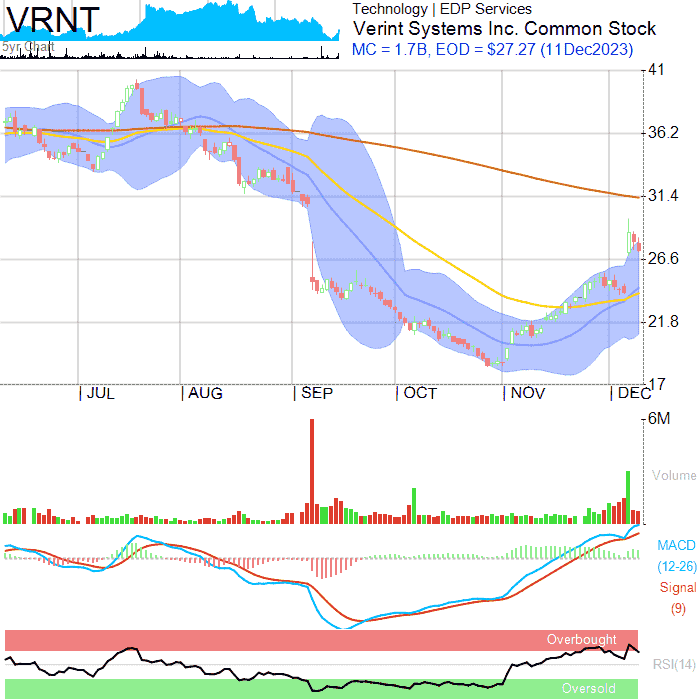 VRNT
5yr Chart
Technology | EDP Services
Verint Systems Inc. Common Stock
MC = 1.7B, EOD = $27.27 (11Dec2023)
41
36.2
31.4
26.6
21.8
17
JUL
AUG
SEP
OCT
NOV
DEC
6M
Volume
MACD
(12-26)
Signal
(9)
Overbought
RSI(14)
Oversold